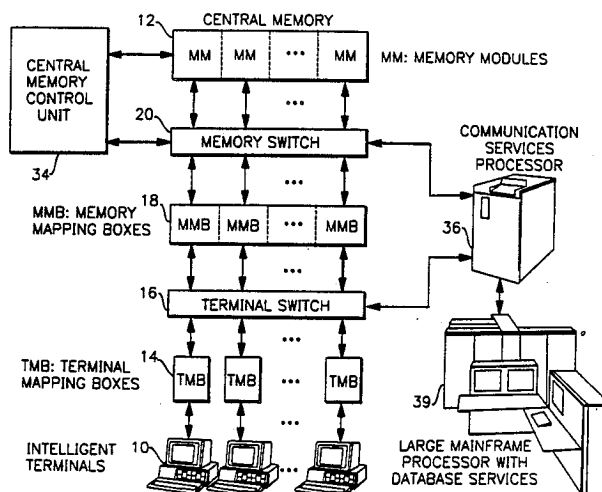 CENTRAL MEMORY
12
MM MM ••• MM
MM: MEMORY MODULES
CENTRAL
MEMORY
CONTROL
UNIT
34
•••
20
MEMORY SWITCH
COMMUNICATION
SERVICES
PROCESSOR
36
•••
MMB: MEMORY
MAPPING BOXES
18
MMB MMB ••• MMB
•••
16
TERMINAL SWITCH
•••
TMB: TERMINAL
MAPPING BOXES
14
TMB TMB ••• TMB
•••
INTELLIGENT
TERMINALS
10
•••
39
LARGE MAINFRAME
PROCESSOR WITH
DATABASE SERVICES